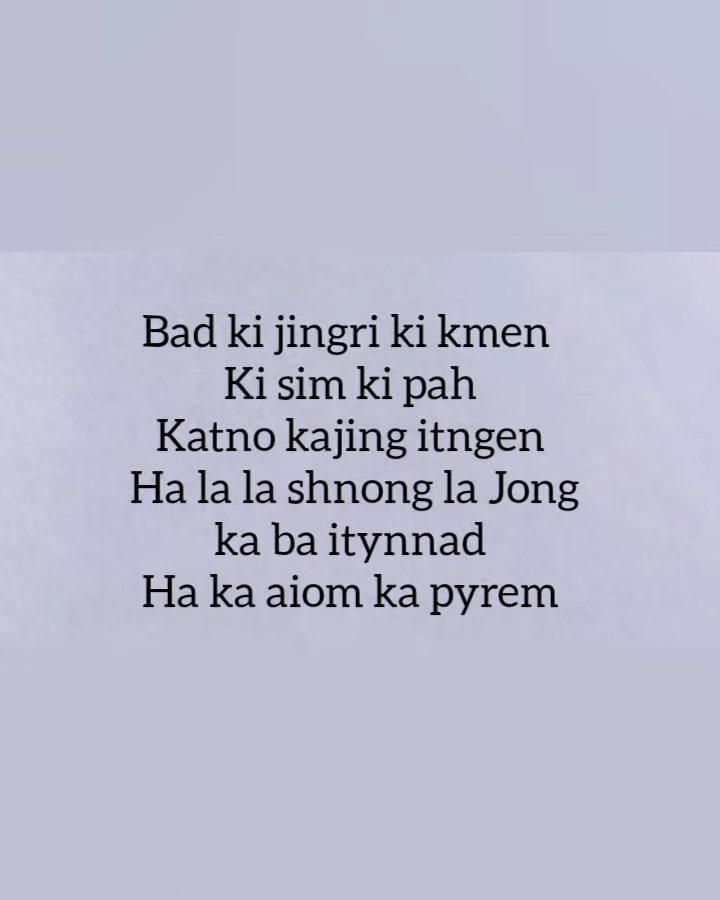 Bad ki jingri ki kmen
Ki sim ki pah
Katno kajing itngen
Ha la la shnong la Jong
ka ba itynnad
Ha ka aiom ka pyrem